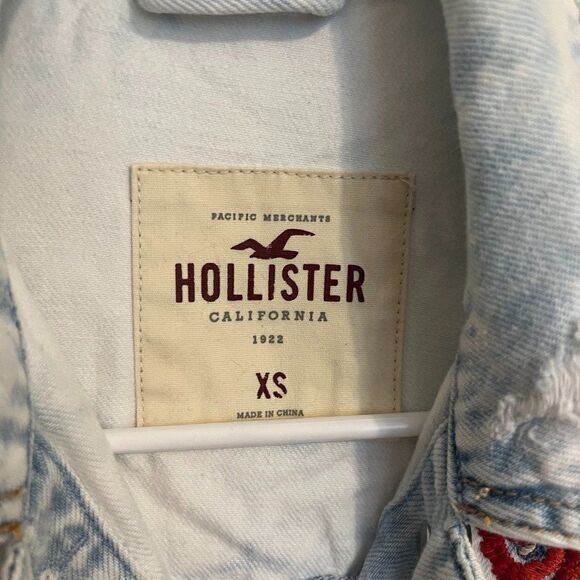 PACIFIC MERCHANTS
HOLLISTER
CALIFORNIA
1922
XS
MADE IN CHINA